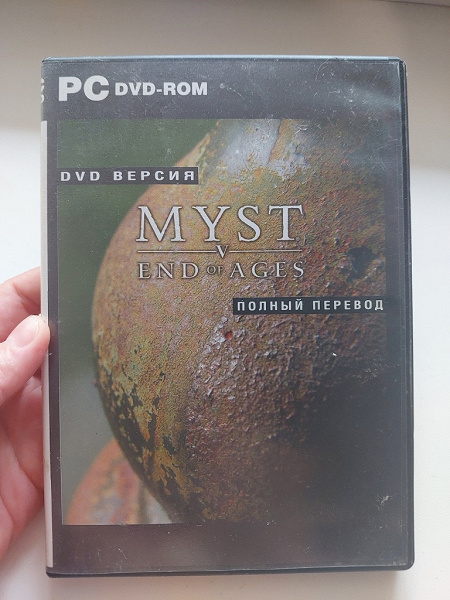 PC DVD-ROM
DVD ВЕРСИЯ
MYST
V
END OF AGES
ПОЛНЫЙ ПЕРЕВОД